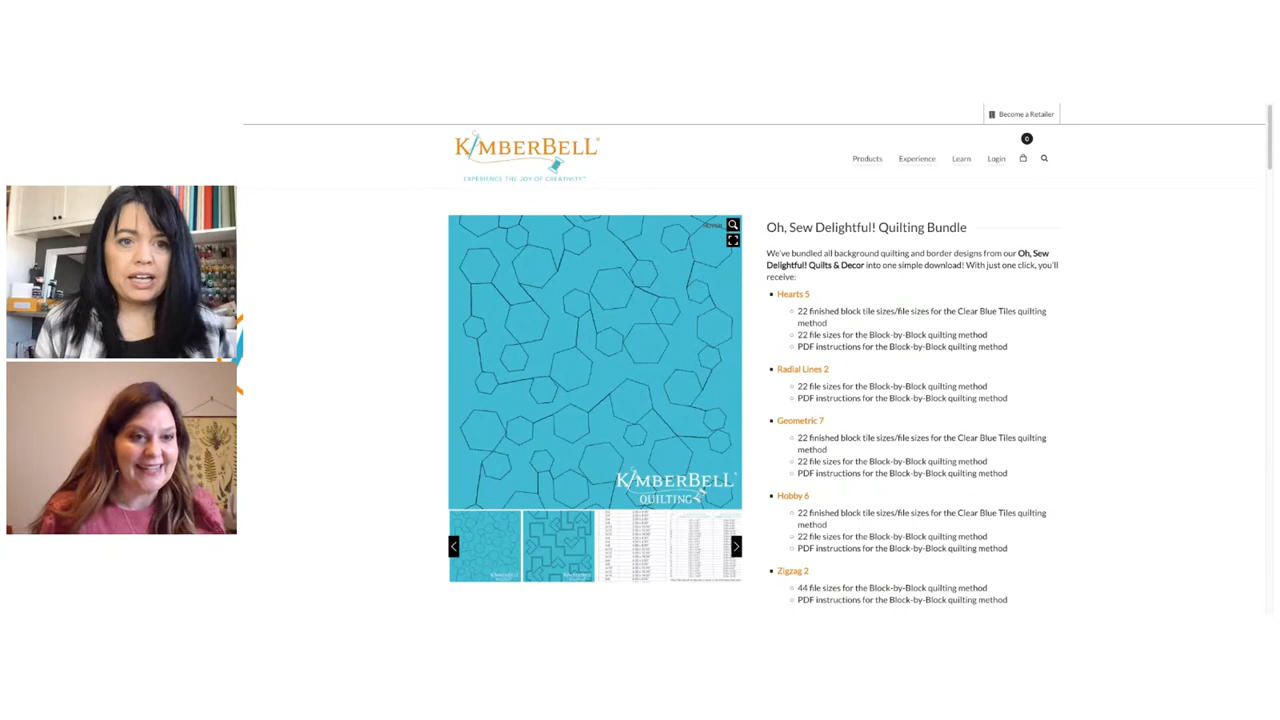 Become a Retailer
KIMBERBELL®
EXPERIENCE THE JOY OF CREATIVITY™
0
Products Experience Learn Login
Oh, Sew Delightful! Quilting Bundle
We've bundled all background quilting and border designs from our Oh, Sew
Delightful! Quilts & Decor into one simple download! With just one click, you'll
receive:
Hearts 5
22 finished block tile sizes/file sizes for the Clear Blue Tiles quilting
method
22 file sizes for the Block-by-Block quilting method
PDF instructions for the Block-by-Block quilting method
Radial Lines 2
22 file sizes for the Block-by-Block quilting method
PDF instructions for the Block-by-Block quilting method
Geometric 7
22 finished block tile sizes/file sizes for the Clear Blue Tiles quilting
method
22 file sizes for the Block-by-Block quilting method
PDF instructions for the Block-by-Block quilting method
Hobby 6
22 finished block tile sizes/file sizes for the Clear Blue Tiles quilting
method
22 file sizes for the Block-by-Block quilting method
PDF instructions for the Block-by-Block quilting method
Zigzag 2
44 file sizes for the Block-by-Block quilting method
PDF instructions for the Block-by-Block quilting method
KIMBERBELL®
QUILTING
KIMBERBELL
KIMBERBELL